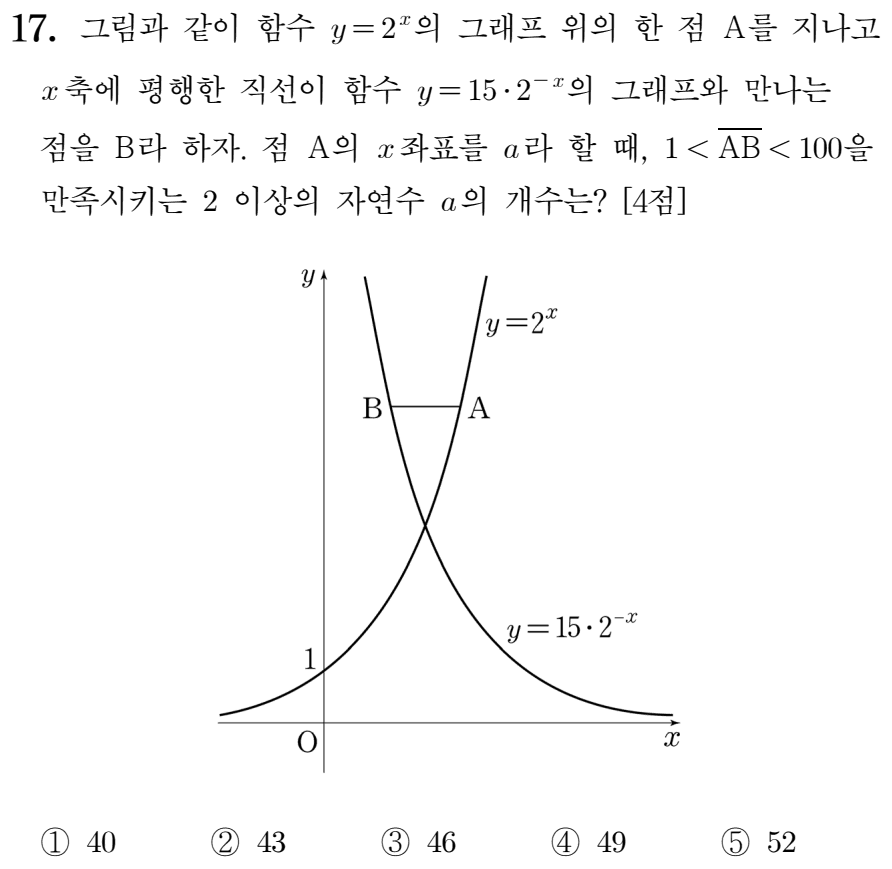 17. 그림과 같이 함수 y=2^x의 그래프 위의 한 점 A를 지나고
x축에 평행한 직선이 함수 y=15·2^{-x}의 그래프와 만나는
점을 B라 하자. 점 A의 x좌표를 a라 할 때, 1<\overline{AB}<100을
만족시키는 2 이상의 자연수 a의 개수는? [4점]
y
y=2^x
B A
y=15·2^{-x}
1
O x
① 40 ② 43 ③ 46 ④ 49 ⑤ 52